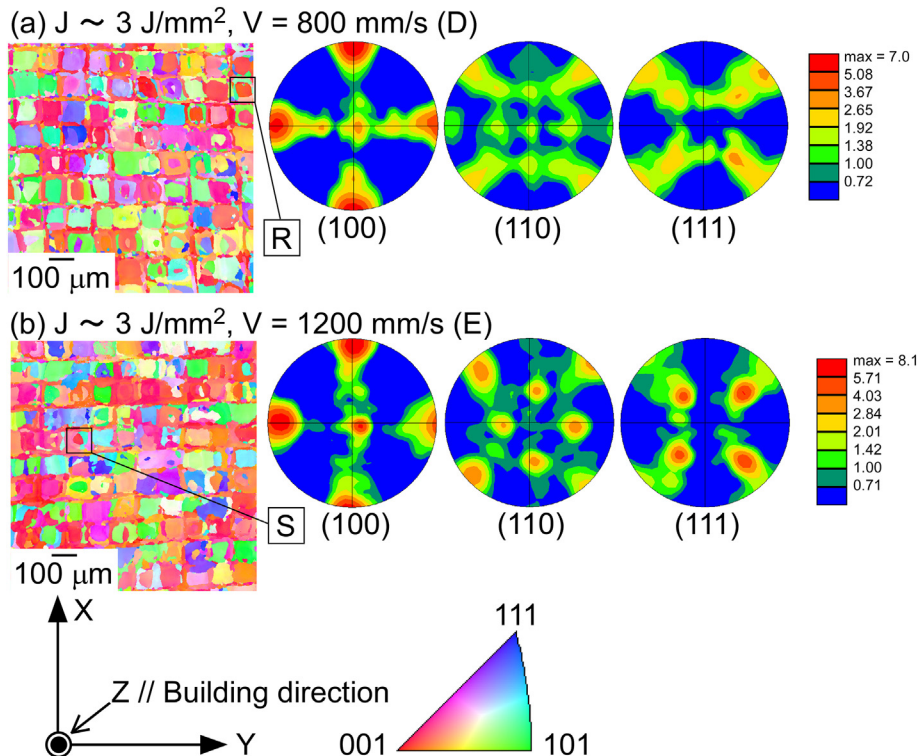 (a) J ~ 3 J/mm², V = 800 mm/s (D)
max = 7.0
5.08
3.67
2.65
1.92
1.38
1.00
0.72
R
(100)
(110)
(111)
100 μm
(b) J ~ 3 J/mm², V = 1200 mm/s (E)
max = 8.1
5.71
4.03
2.84
2.01
1.42
1.00
0.71
S
(100)
(110)
(111)
100 μm
X
Z // Building direction
Y
111
001
101